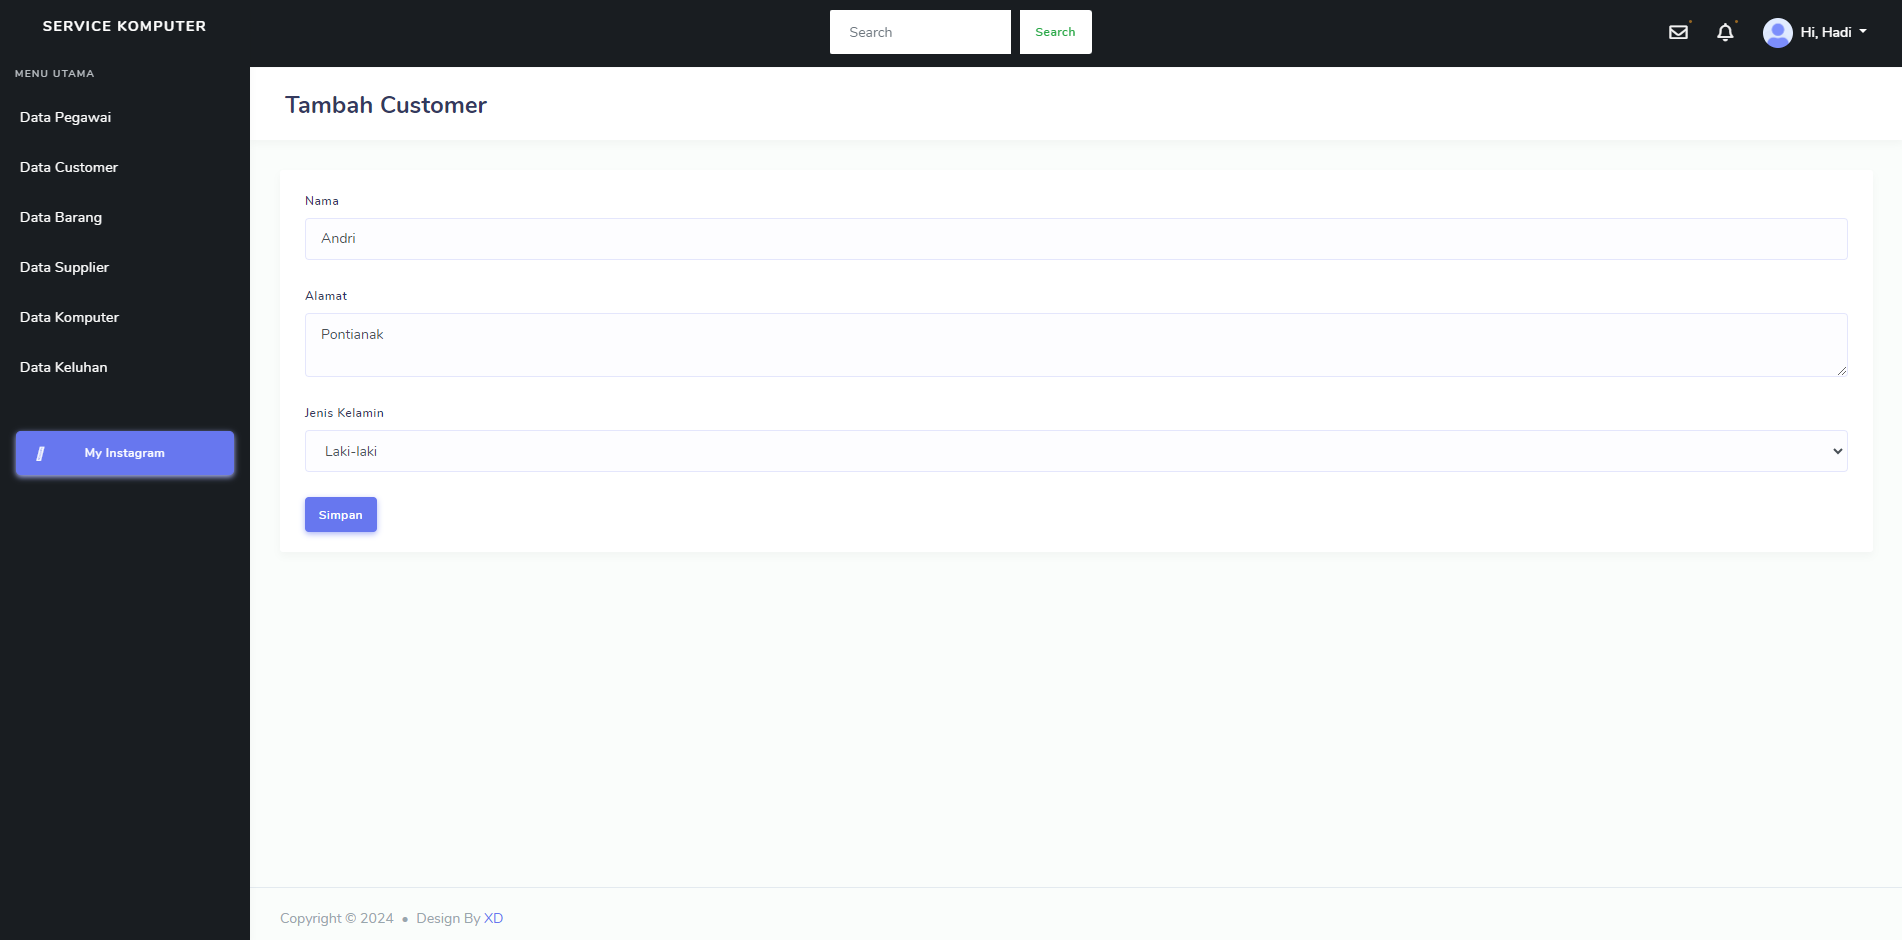 SERVICE KOMPUTER
Search
Search
Hi, Hadi
MENU UTAMA
Data Pegawai
Data Customer
Data Barang
Data Supplier
Data Komputer
Data Keluhan
My Instagram
Tambah Customer
Nama
Andri
Alamat
Pontianak
Jenis Kelamin
Laki-laki
Simpan
Copyright © 2024 • Design By XD